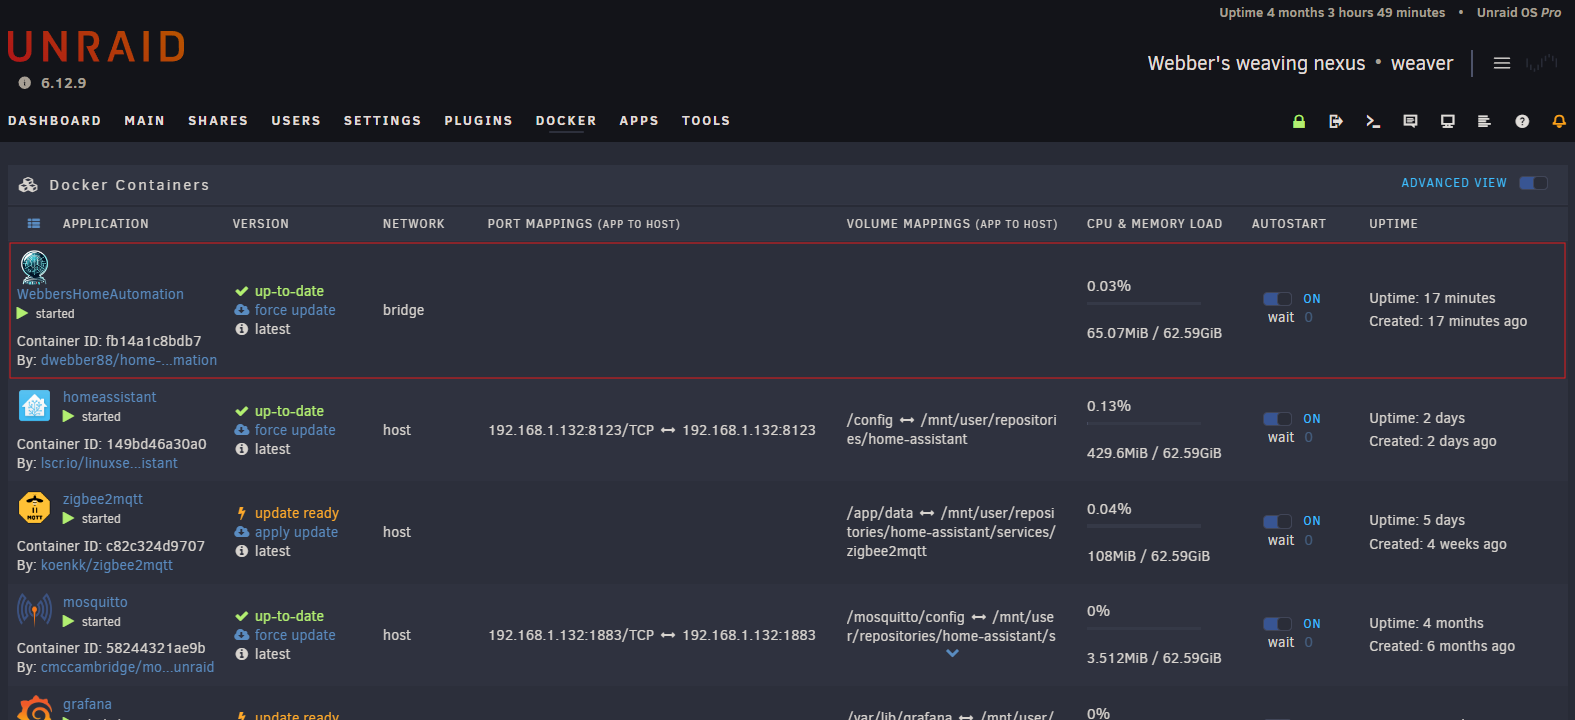 Uptime 4 months 3 hours 49 minutes • Unraid OS Pro
UNRAID
6.12.9
Webber's weaving nexus • weaver
DASHBOARD MAIN SHARES USERS SETTINGS PLUGINS DOCKER APPS TOOLS
Docker Containers
ADVANCED VIEW
APPLICATION VERSION NETWORK PORT MAPPINGS (APP TO HOST) VOLUME MAPPINGS (APP TO HOST) CPU & MEMORY LOAD AUTOSTART UPTIME
WebbersHomeAutomation
started
Container ID: fb14a1c8bdb7
By: dwebber88/home-...mation
up-to-date
force update
latest
bridge
0.03%
65.07MiB / 62.59GiB
ON
wait 0
Uptime: 17 minutes
Created: 17 minutes ago
homeassistant
started
Container ID: 149bd46a30a0
By: lscr.io/linuxse...istant
up-to-date
force update
latest
host
192.168.1.132:8123/TCP ↔ 192.168.1.132:8123
/config ↔ /mnt/user/repositori
es/home-assistant
0.13%
429.6MiB / 62.59GiB
ON
wait 0
Uptime: 2 days
Created: 2 days ago
MQTT
zigbee2mqtt
started
Container ID: c82c324d9707
By: koenkk/zigbee2mqtt
update ready
apply update
latest
host
/app/data ↔ /mnt/user/reposi
tories/home-assistant/services/
zigbee2mqtt
0.04%
108MiB / 62.59GiB
ON
wait 0
Uptime: 5 days
Created: 4 weeks ago
mosquitto
started
Container ID: 58244321ae9b
By: cmccambridge/mo...unraid
up-to-date
force update
latest
host
192.168.1.132:1883/TCP ↔ 192.168.1.132:1883
/mosquitto/config ↔ /mnt/use
r/repositories/home-assistant/s
0%
3.512MiB / 62.59GiB
ON
wait 0
Uptime: 4 months
Created: 6 months ago
grafana
started
update ready
/var/lib/grafana ↔ /mnt/user/
0%